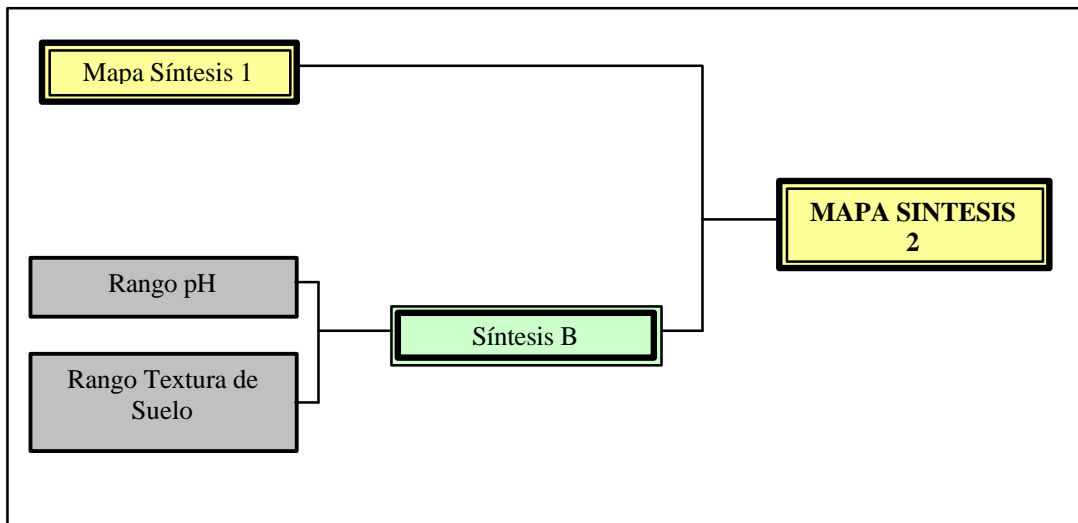 Mapa Síntesis 1
MAPA SINTESIS
2
Rango pH
Síntesis B
Rango Textura de
Suelo